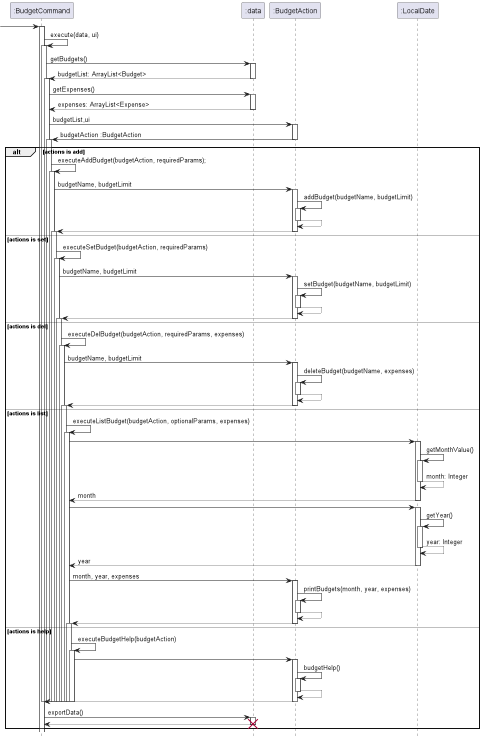 :BudgetCommand
:data
:BudgetAction
:LocalDate
execute(data, ui)
getBudgets()
budgetList: ArrayList<Budget>
getExpenses()
expenses: ArrayList<Expense>
budgetList,ui
budgetAction :BudgetAction
alt
[actions is add]
executeAddBudget(budgetAction, requiredParams);
budgetName, budgetLimit
addBudget(budgetName, budgetLimit)
[actions is set]
executeSetBudget(budgetAction, requiredParams)
budgetName, budgetLimit
setBudget(budgetName, budgetLimit)
[actions is del]
executeDelBudget(budgetAction, requiredParams, expenses)
budgetName, budgetLimit
deleteBudget(budgetName, expenses)
[actions is list]
executeListBudget(budgetAction, optionalParams, expenses)
getMonthValue()
month: Integer
month
getYear()
year: Integer
year
month, year, expenses
printBudgets(month, year, expenses)
[actions is help]
executeBudgetHelp(budgetAction)
budgetHelp()
exportData()